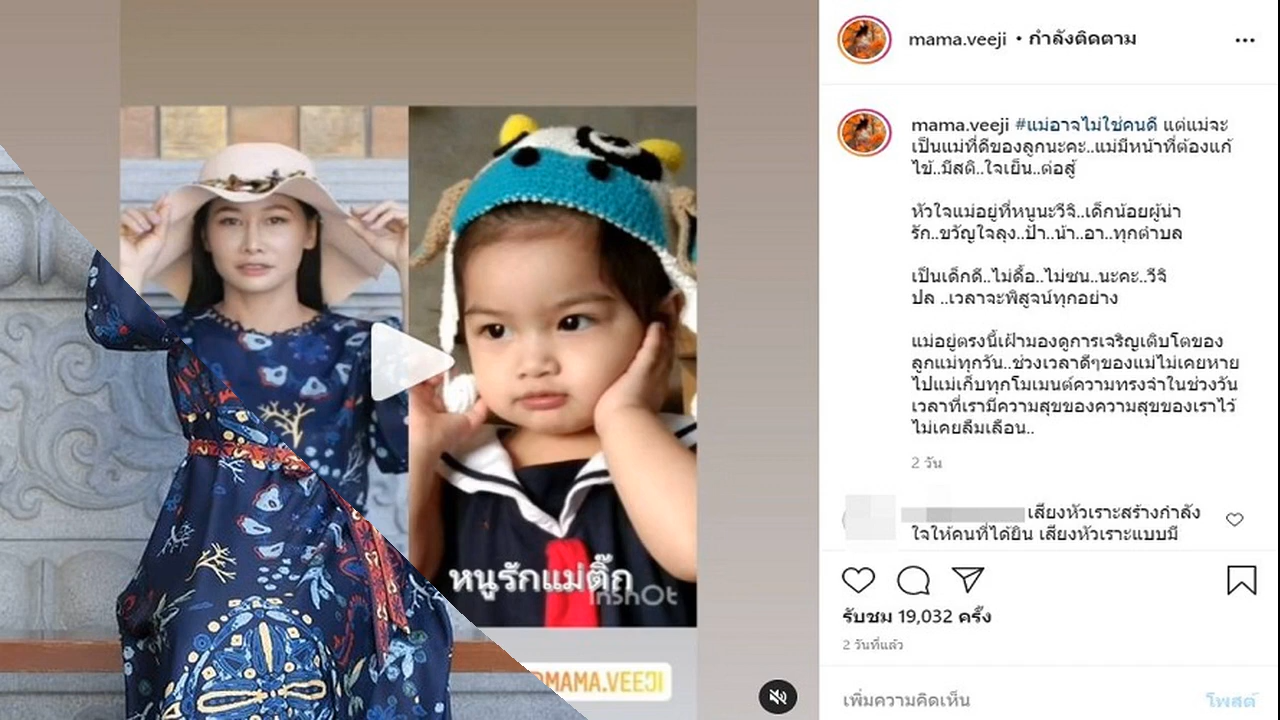 mama.veeji • กำลังติดตาม
mama.veeji #แม่อาจไม่ใช่คนดี แต่แม่จะ
เป็นแม่ที่ดีของลูกนะคะ..แม่มีหน้าที่ต้องแก้
ไข้..มีสติ..ใจเย็น..ต่อสู้
หัวใจแม่อยู่ที่หนูนะวีจิ..เด็กน้อยผู้น่า
รัก..ขวัญใจลุง..ป้า..น้า..อา..ทุกตำบล
เป็นเด็กดี..ไม่ดื้อ..ไม่ซน..นะคะ..วีจิ
ปล ..เวลาจะพิสูจน์ทุกอย่าง
แม่อยู่ตรงนี้เฝ้ามองดูการเจริญเติบโตของ
ลูกแม่ทุกวัน..ช่วงเวลาดีๆของแม่ไม่เคยหาย
ไปแม่เก็บทุกโมเมนต์ความทรงจำในช่วงวัน
เวลาที่เรามีความสุขของความสุขของเราไว้
ไม่เคยลืมเลือน..
2 วัน
เสียงหัวเราะสร้างกำลัง
ใจให้คนที่ได้ยิน เสียงหัวเราะแบบมี
รับชม 19,032 ครั้ง
2 วันที่แล้ว
เพิ่มความคิดเห็น
โพสต์
หนูรักแม่ติ๊ก
InshOt
@MAMA.VEEJI